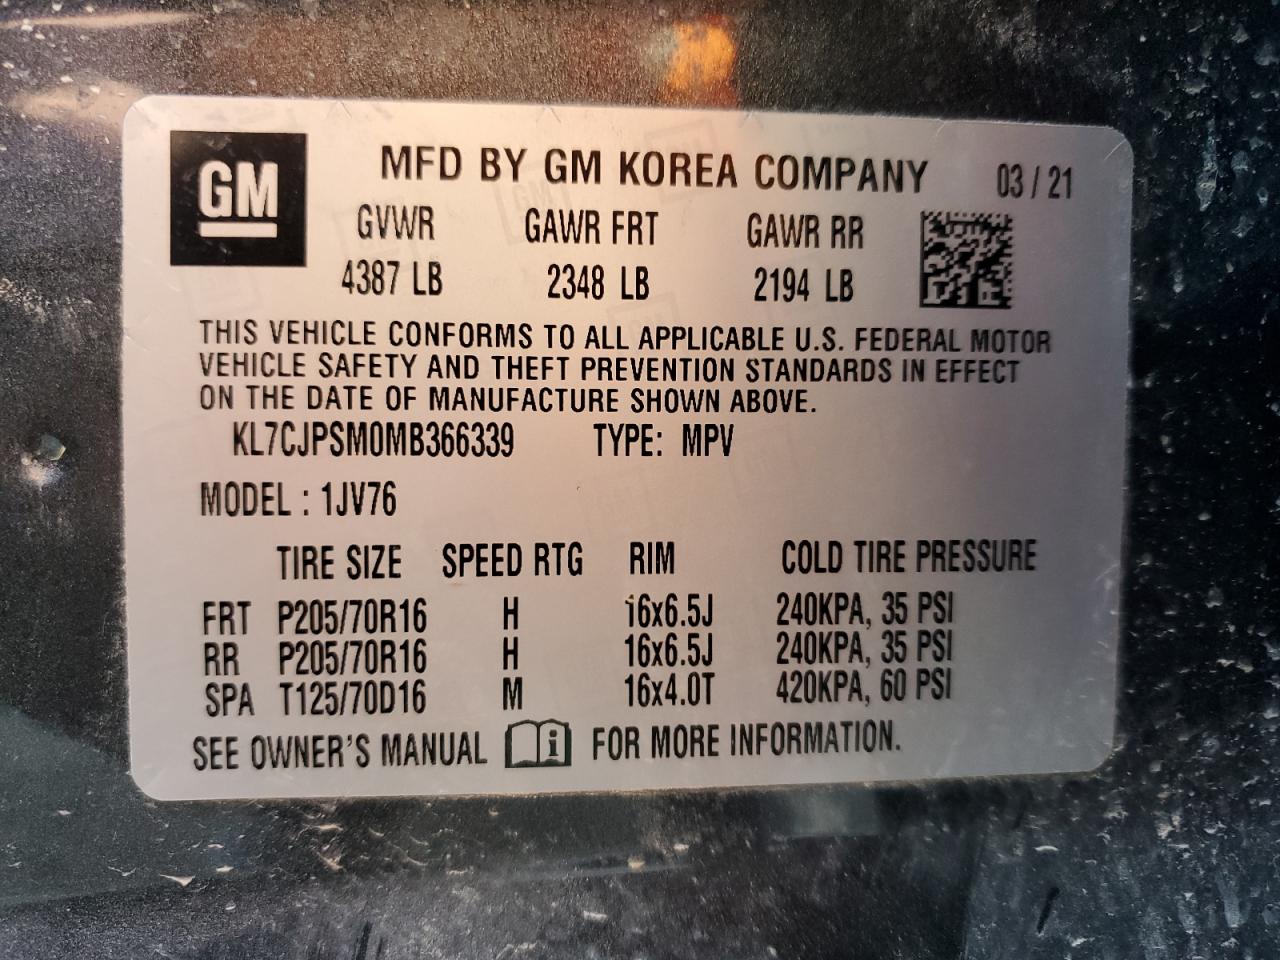 GM
MFD BY GM KOREA COMPANY 03 / 21
GVWR GAWR FRT GAWR RR
4387 LB 2348 LB 2194 LB
THIS VEHICLE CONFORMS TO ALL APPLICABLE U.S. FEDERAL MOTOR
VEHICLE SAFETY AND THEFT PREVENTION STANDARDS IN EFFECT
ON THE DATE OF MANUFACTURE SHOWN ABOVE.
KL7CJPSM0MB366339 TYPE: MPV
MODEL : 1JV76
TIRE SIZE SPEED RTG RIM COLD TIRE PRESSURE
FRT P205/70R16 H 16x6.5J 240KPA, 35 PSI
RR P205/70R16 H 16x6.5J 240KPA, 35 PSI
SPA T125/70D16 M 16x4.0T 420KPA, 60 PSI
SEE OWNER'S MANUAL i FOR MORE INFORMATION.